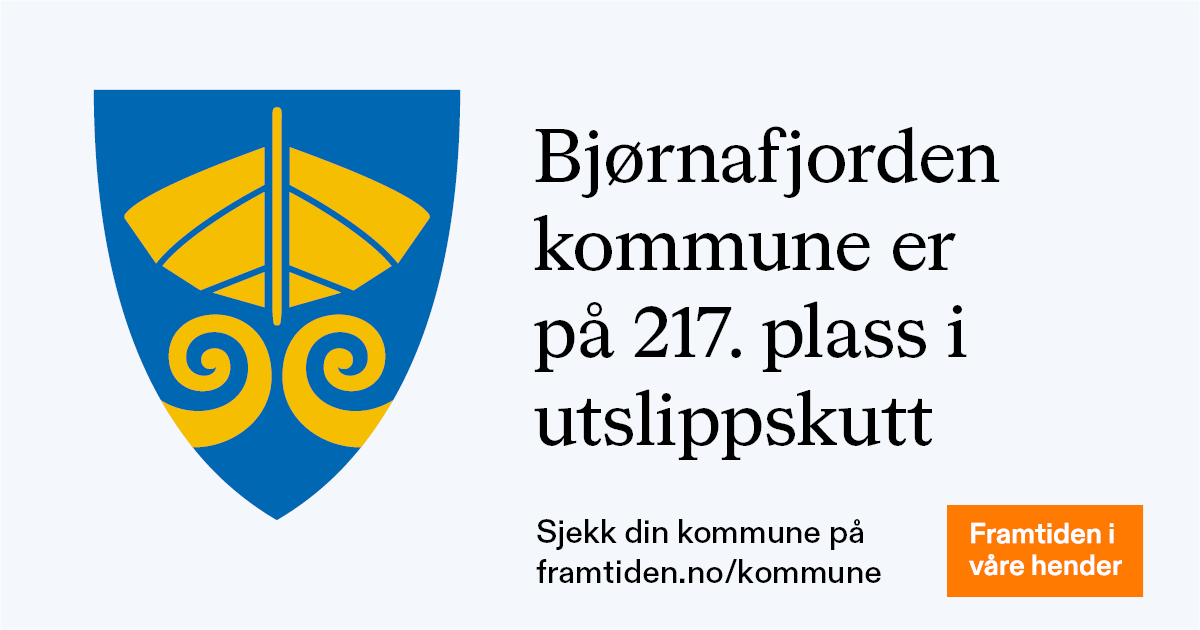 Bjørnafjorden
kommune er
på 217. plass i
utslippskutt
Sjekk din kommune på
framtiden.no/kommune
Framtiden i
våre hender